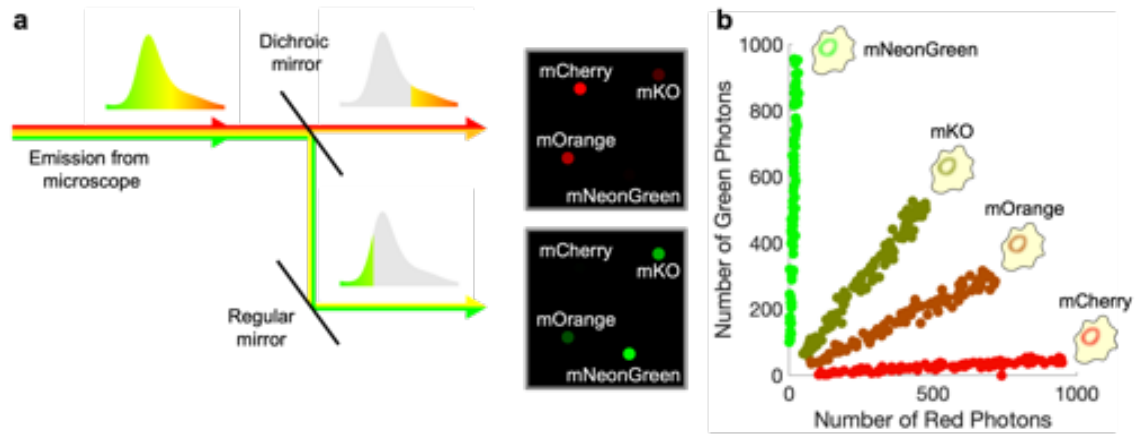 a
Dichroic
mirror
Emission from
microscope
Regular
mirror
mCherry
mKO
mOrange
mNeonGreen
mCherry
mKO
mOrange
mNeonGreen
b
Number of Green Photons
1000
800
600
400
200
0
0
500
1000
Number of Red Photons
mNeonGreen
mKO
mOrange
mCherry